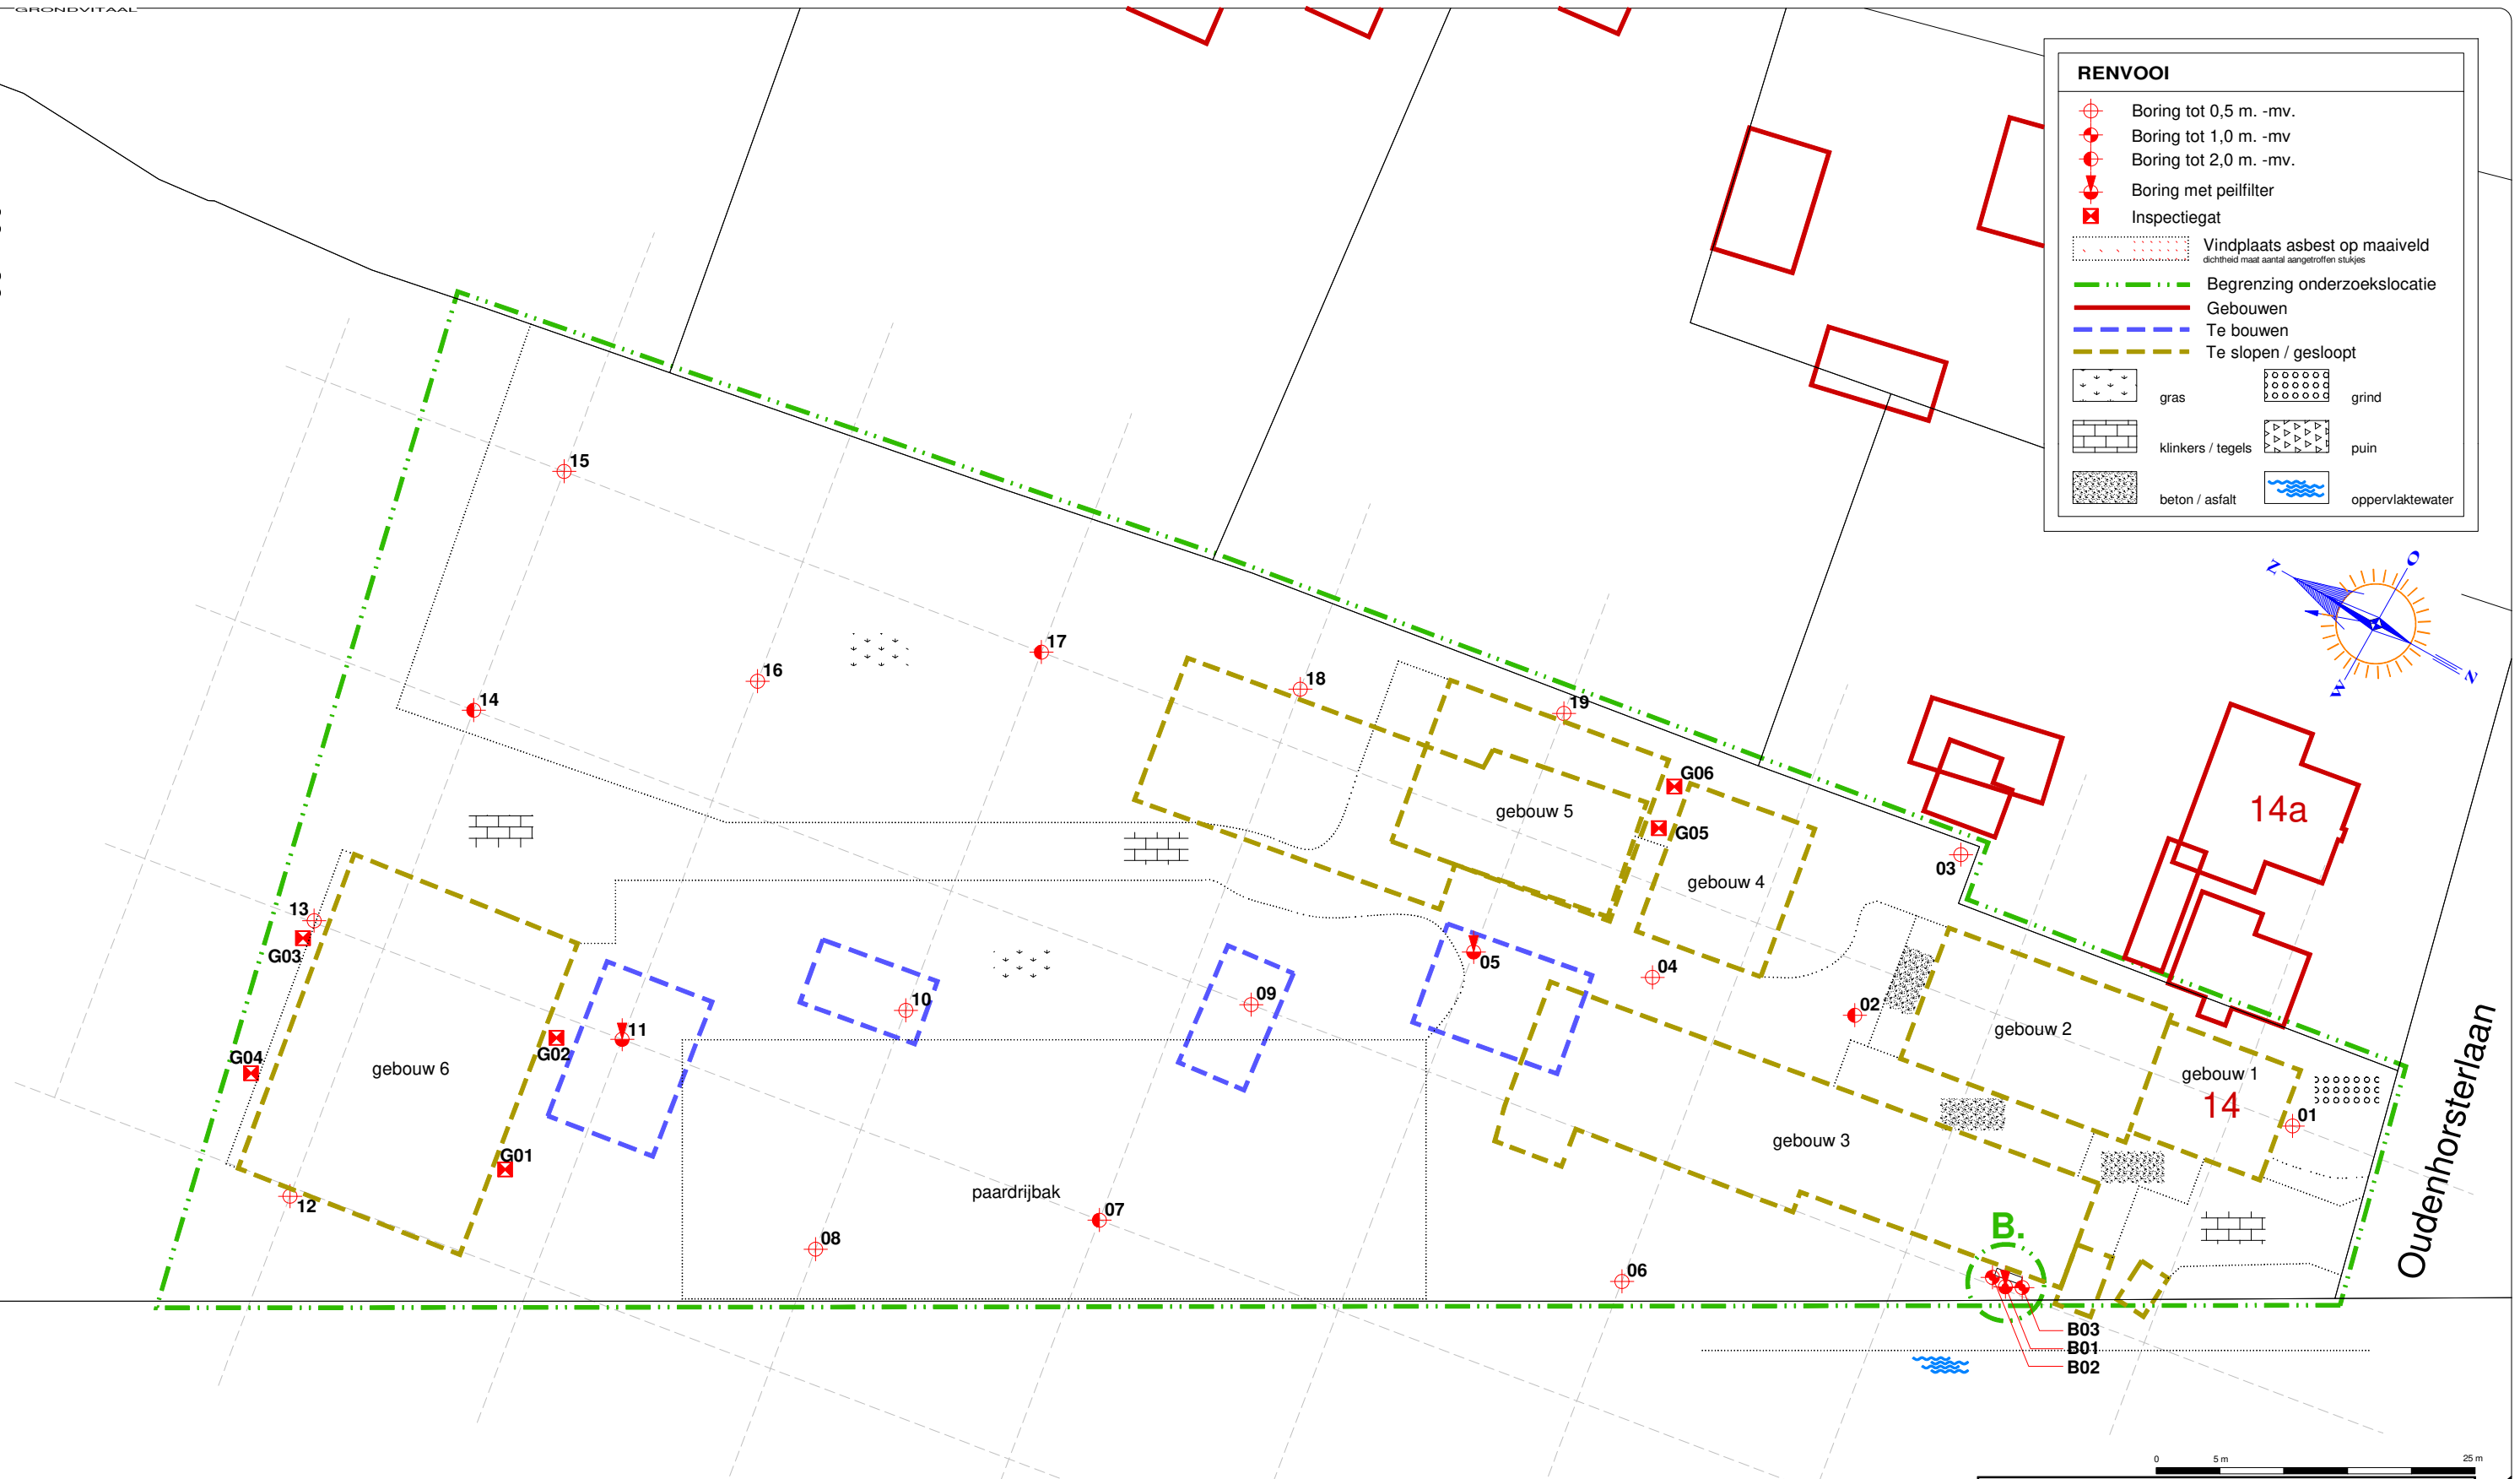 GRONDVITAAL
RENVOOI
Boring tot 0,5 m. -mv.
Boring tot 1,0 m. -mv
Boring tot 2,0 m. -mv.
Boring met peilfilter
Inspectiegat
Vindplaats asbest op maaiveld
dichtheid maat aantal aangetroffen stukjes
Begrenzing onderzoekslocatie
Gebouwen
Te bouwen
Te slopen / gesloopt
gras
grind
klinkers / tegels
puin
beton / asfalt
oppervlaktewater
N
O
W
Z
15
14
16
17
18
19
G06
G05
gebouw 5
gebouw 4
03
14a
13
G03
G04
gebouw 6
G02
G01
12
11
10
09
05
04
02
gebouw 2
gebouw 1
14
01
gebouw 3
paardrijbak
08
07
06
B.
B03
B01
B02
Oudenhorsterlaan
0
5 m
25 m